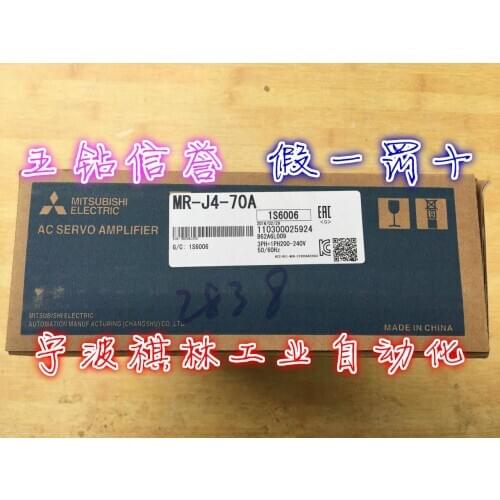 五钻信誉 假一罚十
MITSUBISHI
ELECTRIC
AC SERVO AMPLIFIER
MR-J4-70A
1S6006
110300025924
B62A6L009
3PH+1PH200-240V
50/60Hz
G/C: 1S6006
EAC
2838
MITSUBISHI ELECTRIC
AUTOMATION MANUFACTURING (CHANGSHU) CO.,LTD.
MADE IN CHINA
宁波祺林工业自动化